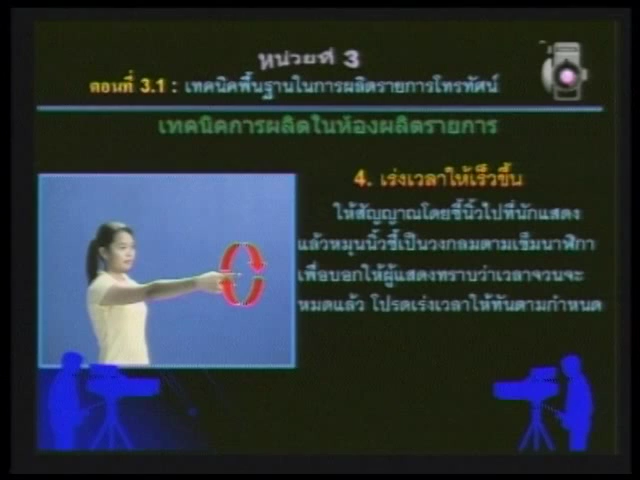 หน่วยที่ 3
ตอนที่ 3.1 : เทคนิคพื้นฐานในการผลิตรายการโทรทัศน์
เทคนิคการผลิตในห้องผลิตรายการ
4. เร่งเวลาให้เร็วขึ้น
ให้สัญญาณโดยชี้นิ้วไปที่นักแสดง
แล้วหมุนนิ้วชี้เป็นวงกลมตามเข็มนาฬิกา
เพื่อบอกให้ผู้แสดงทราบว่าเวลาจวนจะ
หมดแล้ว โปรดเร่งเวลาให้ทันตามกำหนด